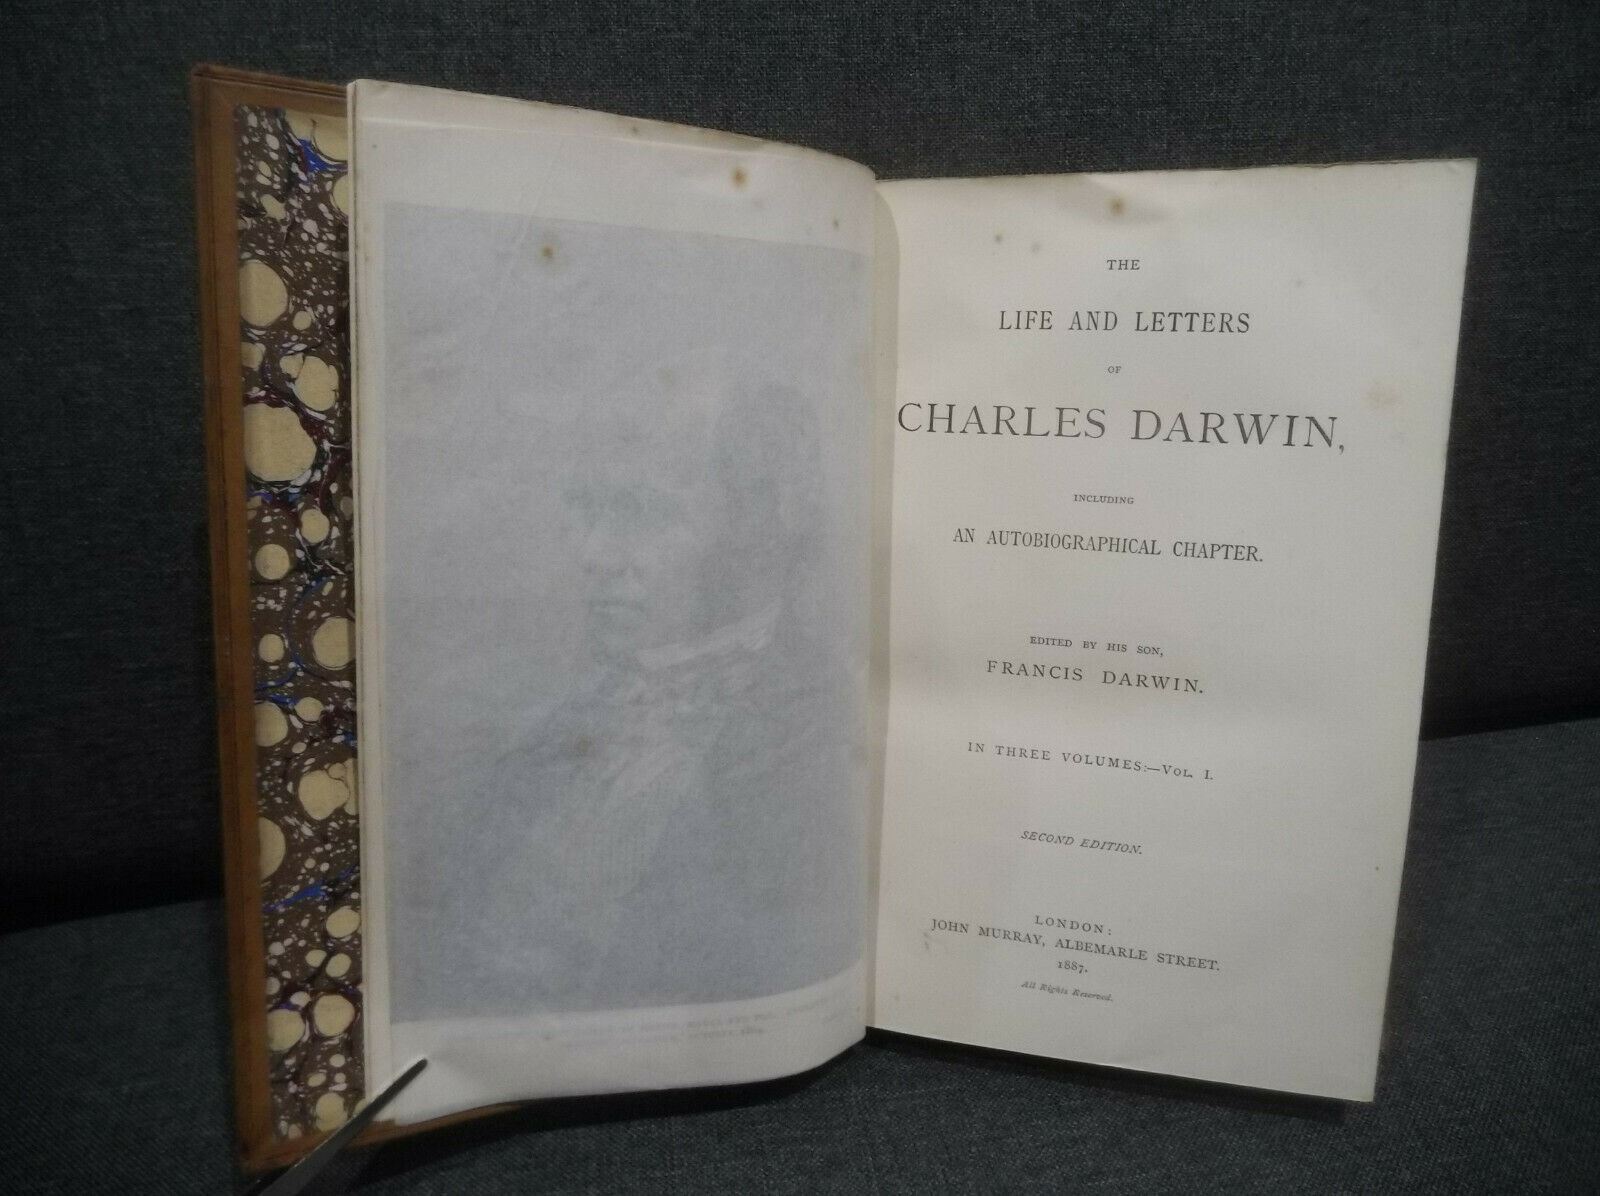 THE
LIFE AND LETTERS
OF
CHARLES DARWIN,
INCLUDING
AN AUTOBIOGRAPHICAL CHAPTER.
EDITED BY HIS SON,
FRANCIS DARWIN.
IN THREE VOLUMES:—VOL. I.
SECOND EDITION.
LONDON:
JOHN MURRAY, ALBEMARLE STREET.
1887.
All Rights Reserved.